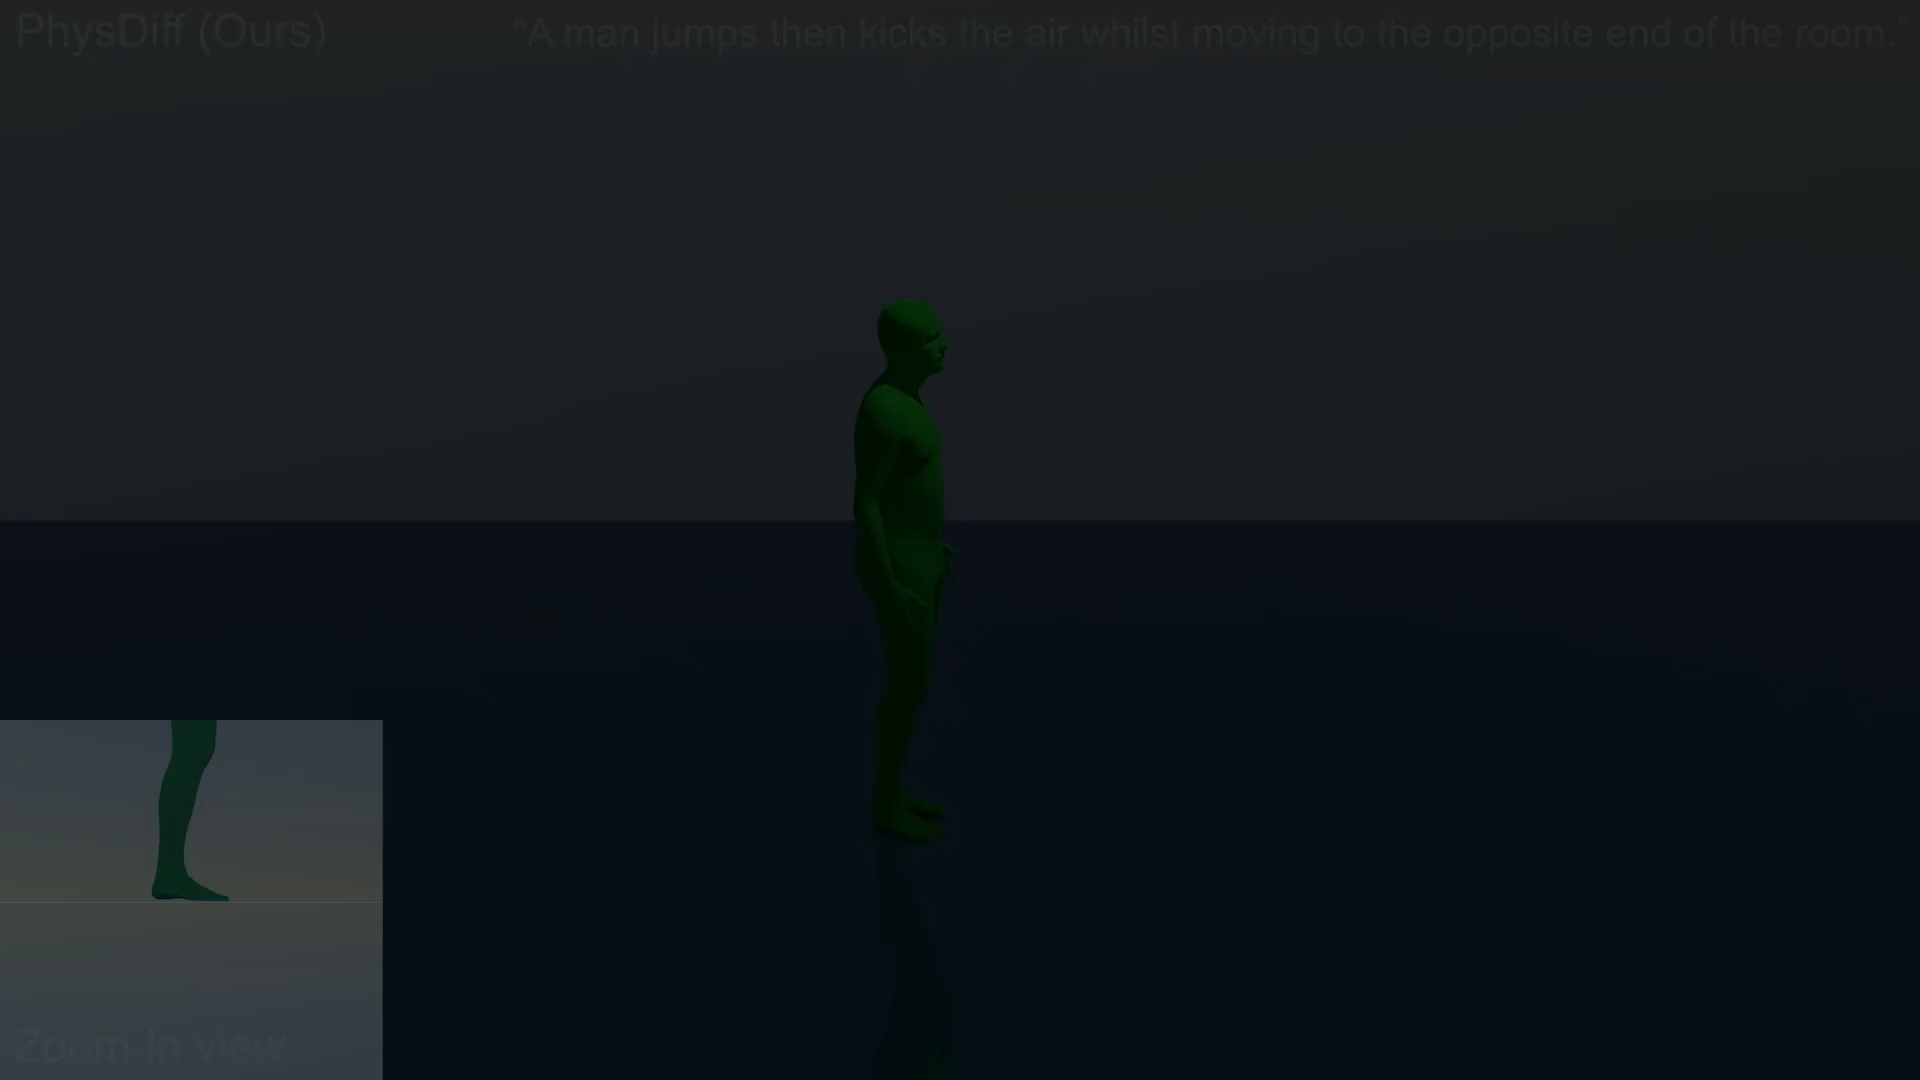 PhysDiff (Ours)
“A man jumps then kicks the air whilst moving to the opposite end of the room.”
Zoom-in view